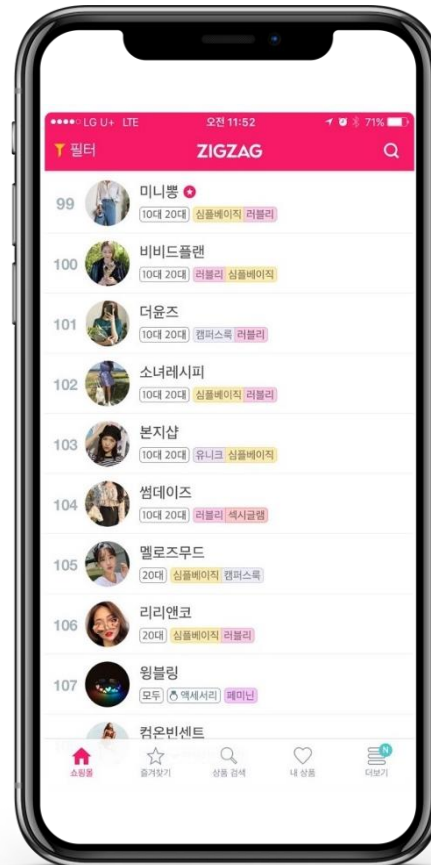 LG U+ LTE 오전 11:52 71%
필터 ZIGZAG
99 미니뽕
10대 20대 심플베이직 러블리
100 비비드플랜
10대 20대 러블리 심플베이직
101 더윤즈
10대 20대 캠퍼스룩 러블리
102 소녀레시피
10대 20대 심플베이직 러블리
103 본지샵
10대 20대 유니크 심플베이직
104 썸데이즈
10대 20대 러블리 섹시글램
105 멜로즈무드
20대 심플베이직 캠퍼스룩
106 리리앤코
20대 심플베이직 러블리
107 윙블링
모두 액세서리 페미닌
컴온빈센트
N
쇼핑몰 즐겨찾기 상품 검색 내 상품 더보기